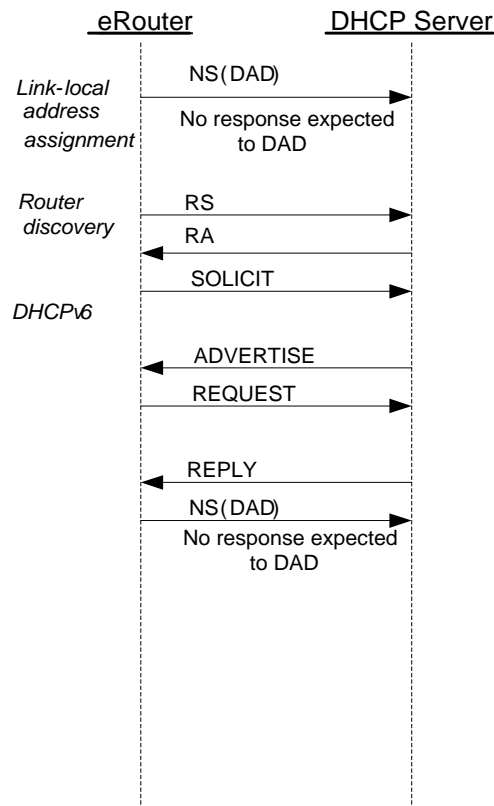 eRouter
DHCP Server
NS(DAD)
Link-local
address
assignment
No response expected
to DAD
Router
discovery
RS
RA
SOLICIT
DHCPv6
ADVERTISE
REQUEST
REPLY
NS(DAD)
No response expected
to DAD